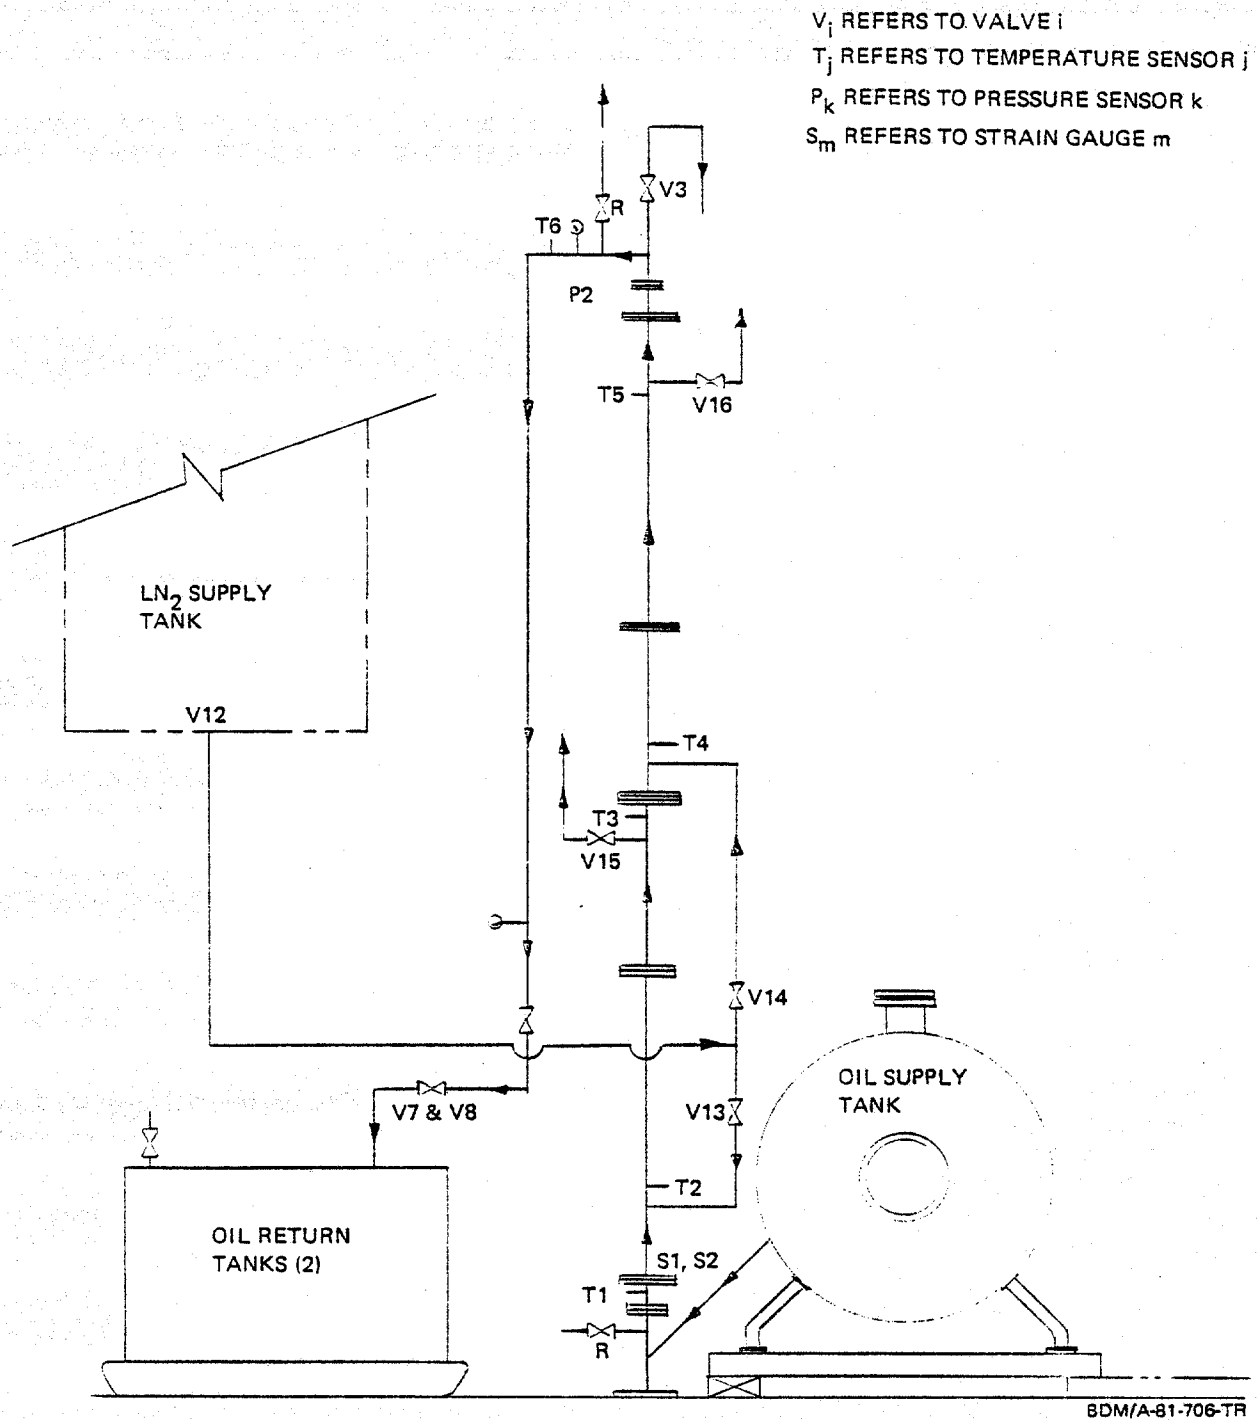 Vi REFERS TO VALVE i
Tj REFERS TO TEMPERATURE SENSOR j
Pk REFERS TO PRESSURE SENSOR k
Sm REFERS TO STRAIN GAUGE m
V3
R
T6
P2
T5
V16
LN2 SUPPLY
TANK
V12
T4
T3
V15
V14
OIL SUPPLY
TANK
V7 & V8
V13
T2
OIL RETURN
TANKS (2)
S1, S2
T1
R
BDM/A-81-706-TR